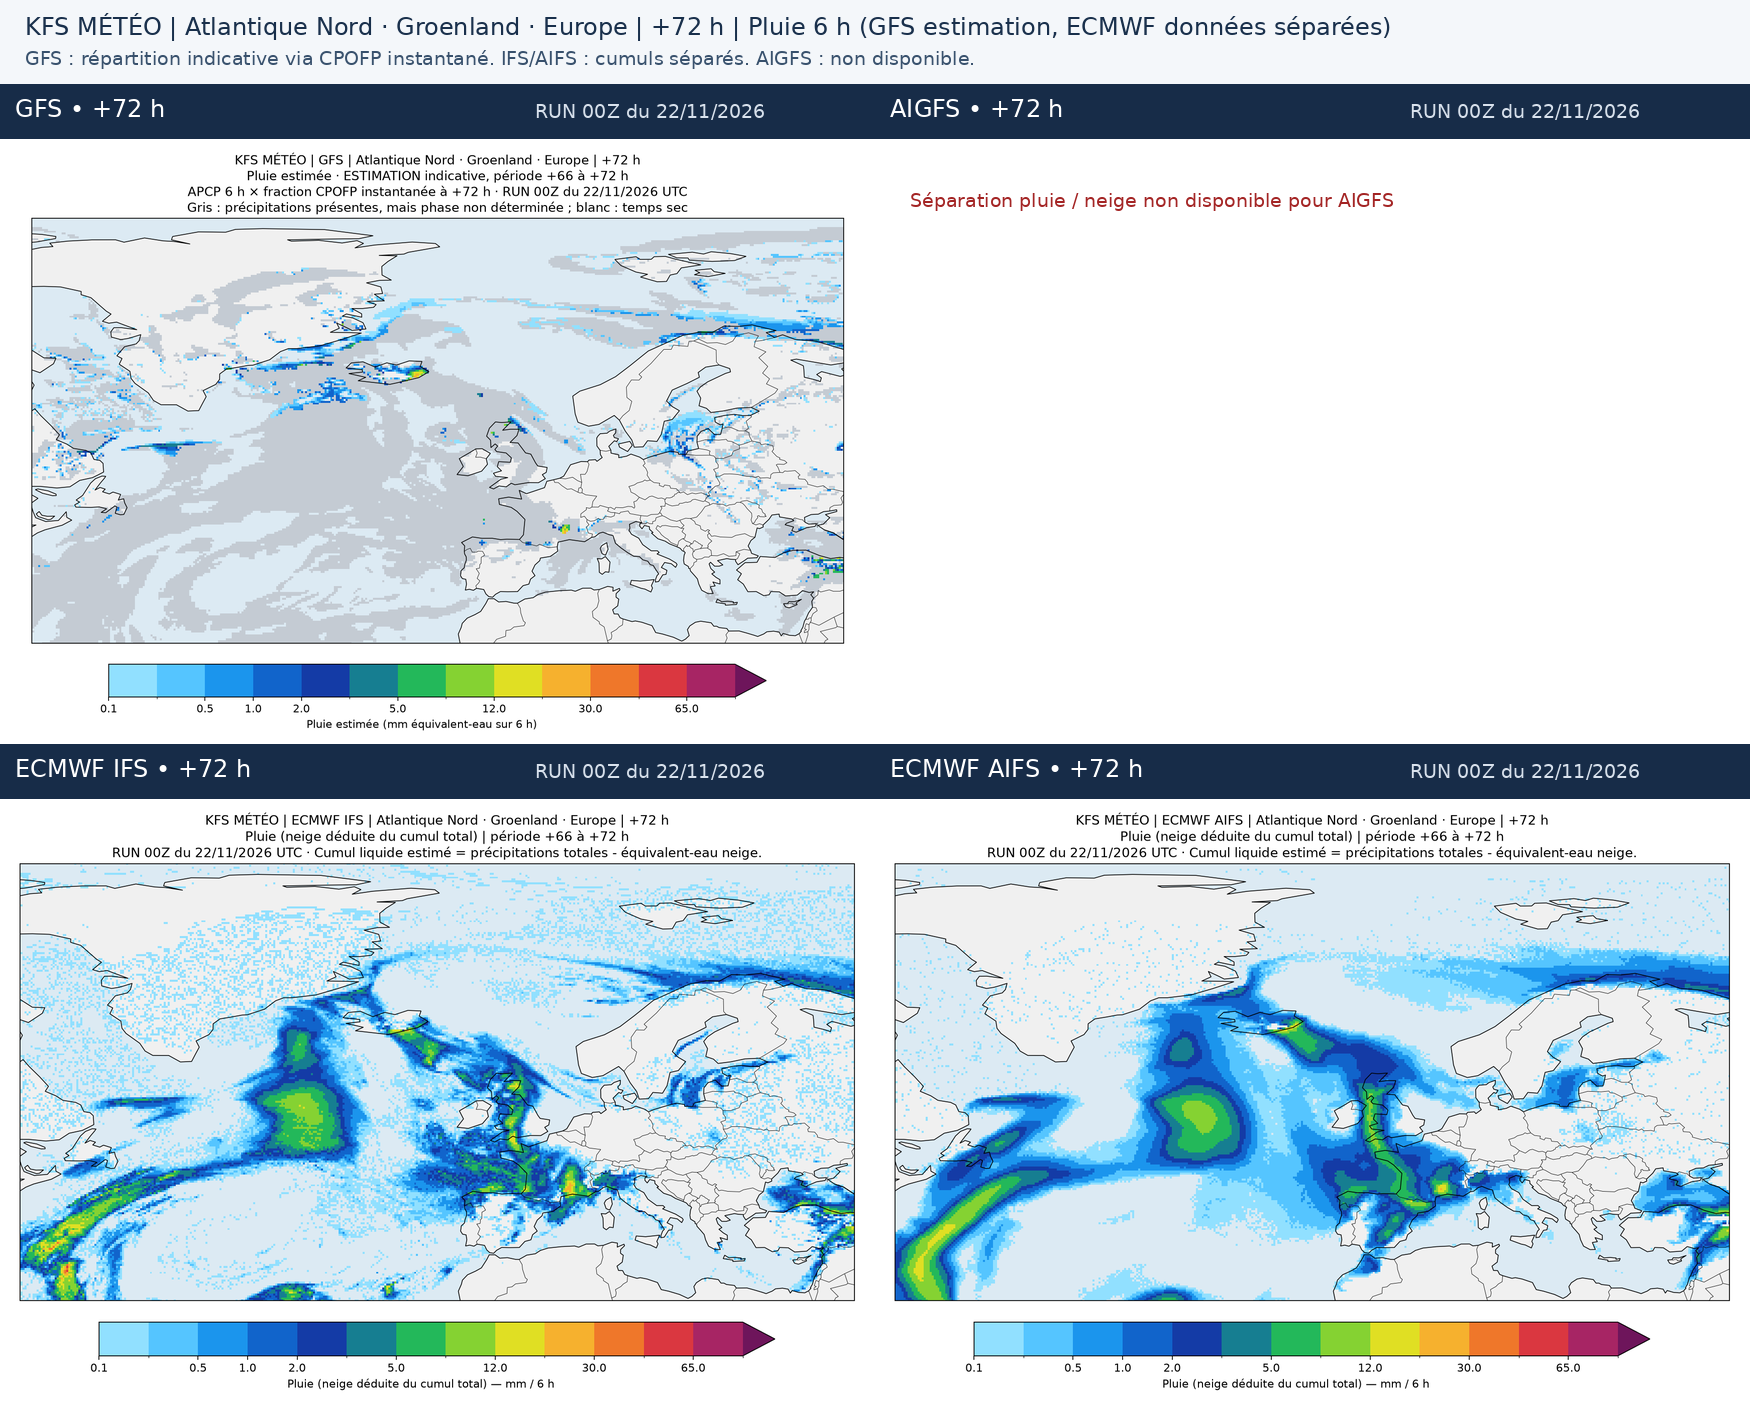 KFS MÉTÉO | Atlantique Nord · Groenland · Europe | +72 h | Pluie 6 h (GFS estimation, ECMWF données séparées)
GFS : répartition indicative via CPOFP instantané. IFS/AIFS : cumuls séparés. AIGFS : non disponible.
GFS • +72 h
RUN 00Z du 22/11/2026
AIGFS • +72 h
RUN 00Z du 22/11/2026
KFS MÉTÉO | GFS | Atlantique Nord · Groenland · Europe | +72 h
Pluie estimée · ESTIMATION indicative, période +66 à +72 h
APCP 6 h × fraction CPOFP instantanée à +72 h · RUN 00Z du 22/11/2026 UTC
Gris : précipitations présentes, mais phase non déterminée ; blanc : temps sec
Séparation pluie / neige non disponible pour AIGFS
0.1 0.5 1.0 2.0 5.0 12.0 30.0 65.0
Pluie estimée (mm équivalent-eau sur 6 h)
ECMWF IFS • +72 h
RUN 00Z du 22/11/2026
ECMWF AIFS • +72 h
RUN 00Z du 22/11/2026
KFS MÉTÉO | ECMWF IFS | Atlantique Nord · Groenland · Europe | +72 h
Pluie (neige déduite du cumul total) | période +66 à +72 h
RUN 00Z du 22/11/2026 UTC · Cumul liquide estimé = précipitations totales - équivalent-eau neige.
0.1 0.5 1.0 2.0 5.0 12.0 30.0 65.0
Pluie (neige déduite du cumul total) — mm / 6 h
KFS MÉTÉO | ECMWF AIFS | Atlantique Nord · Groenland · Europe | +72 h
Pluie (neige déduite du cumul total) | période +66 à +72 h
RUN 00Z du 22/11/2026 UTC · Cumul liquide estimé = précipitations totales - équivalent-eau neige.
0.1 0.5 1.0 2.0 5.0 12.0 30.0 65.0
Pluie (neige déduite du cumul total) — mm / 6 h